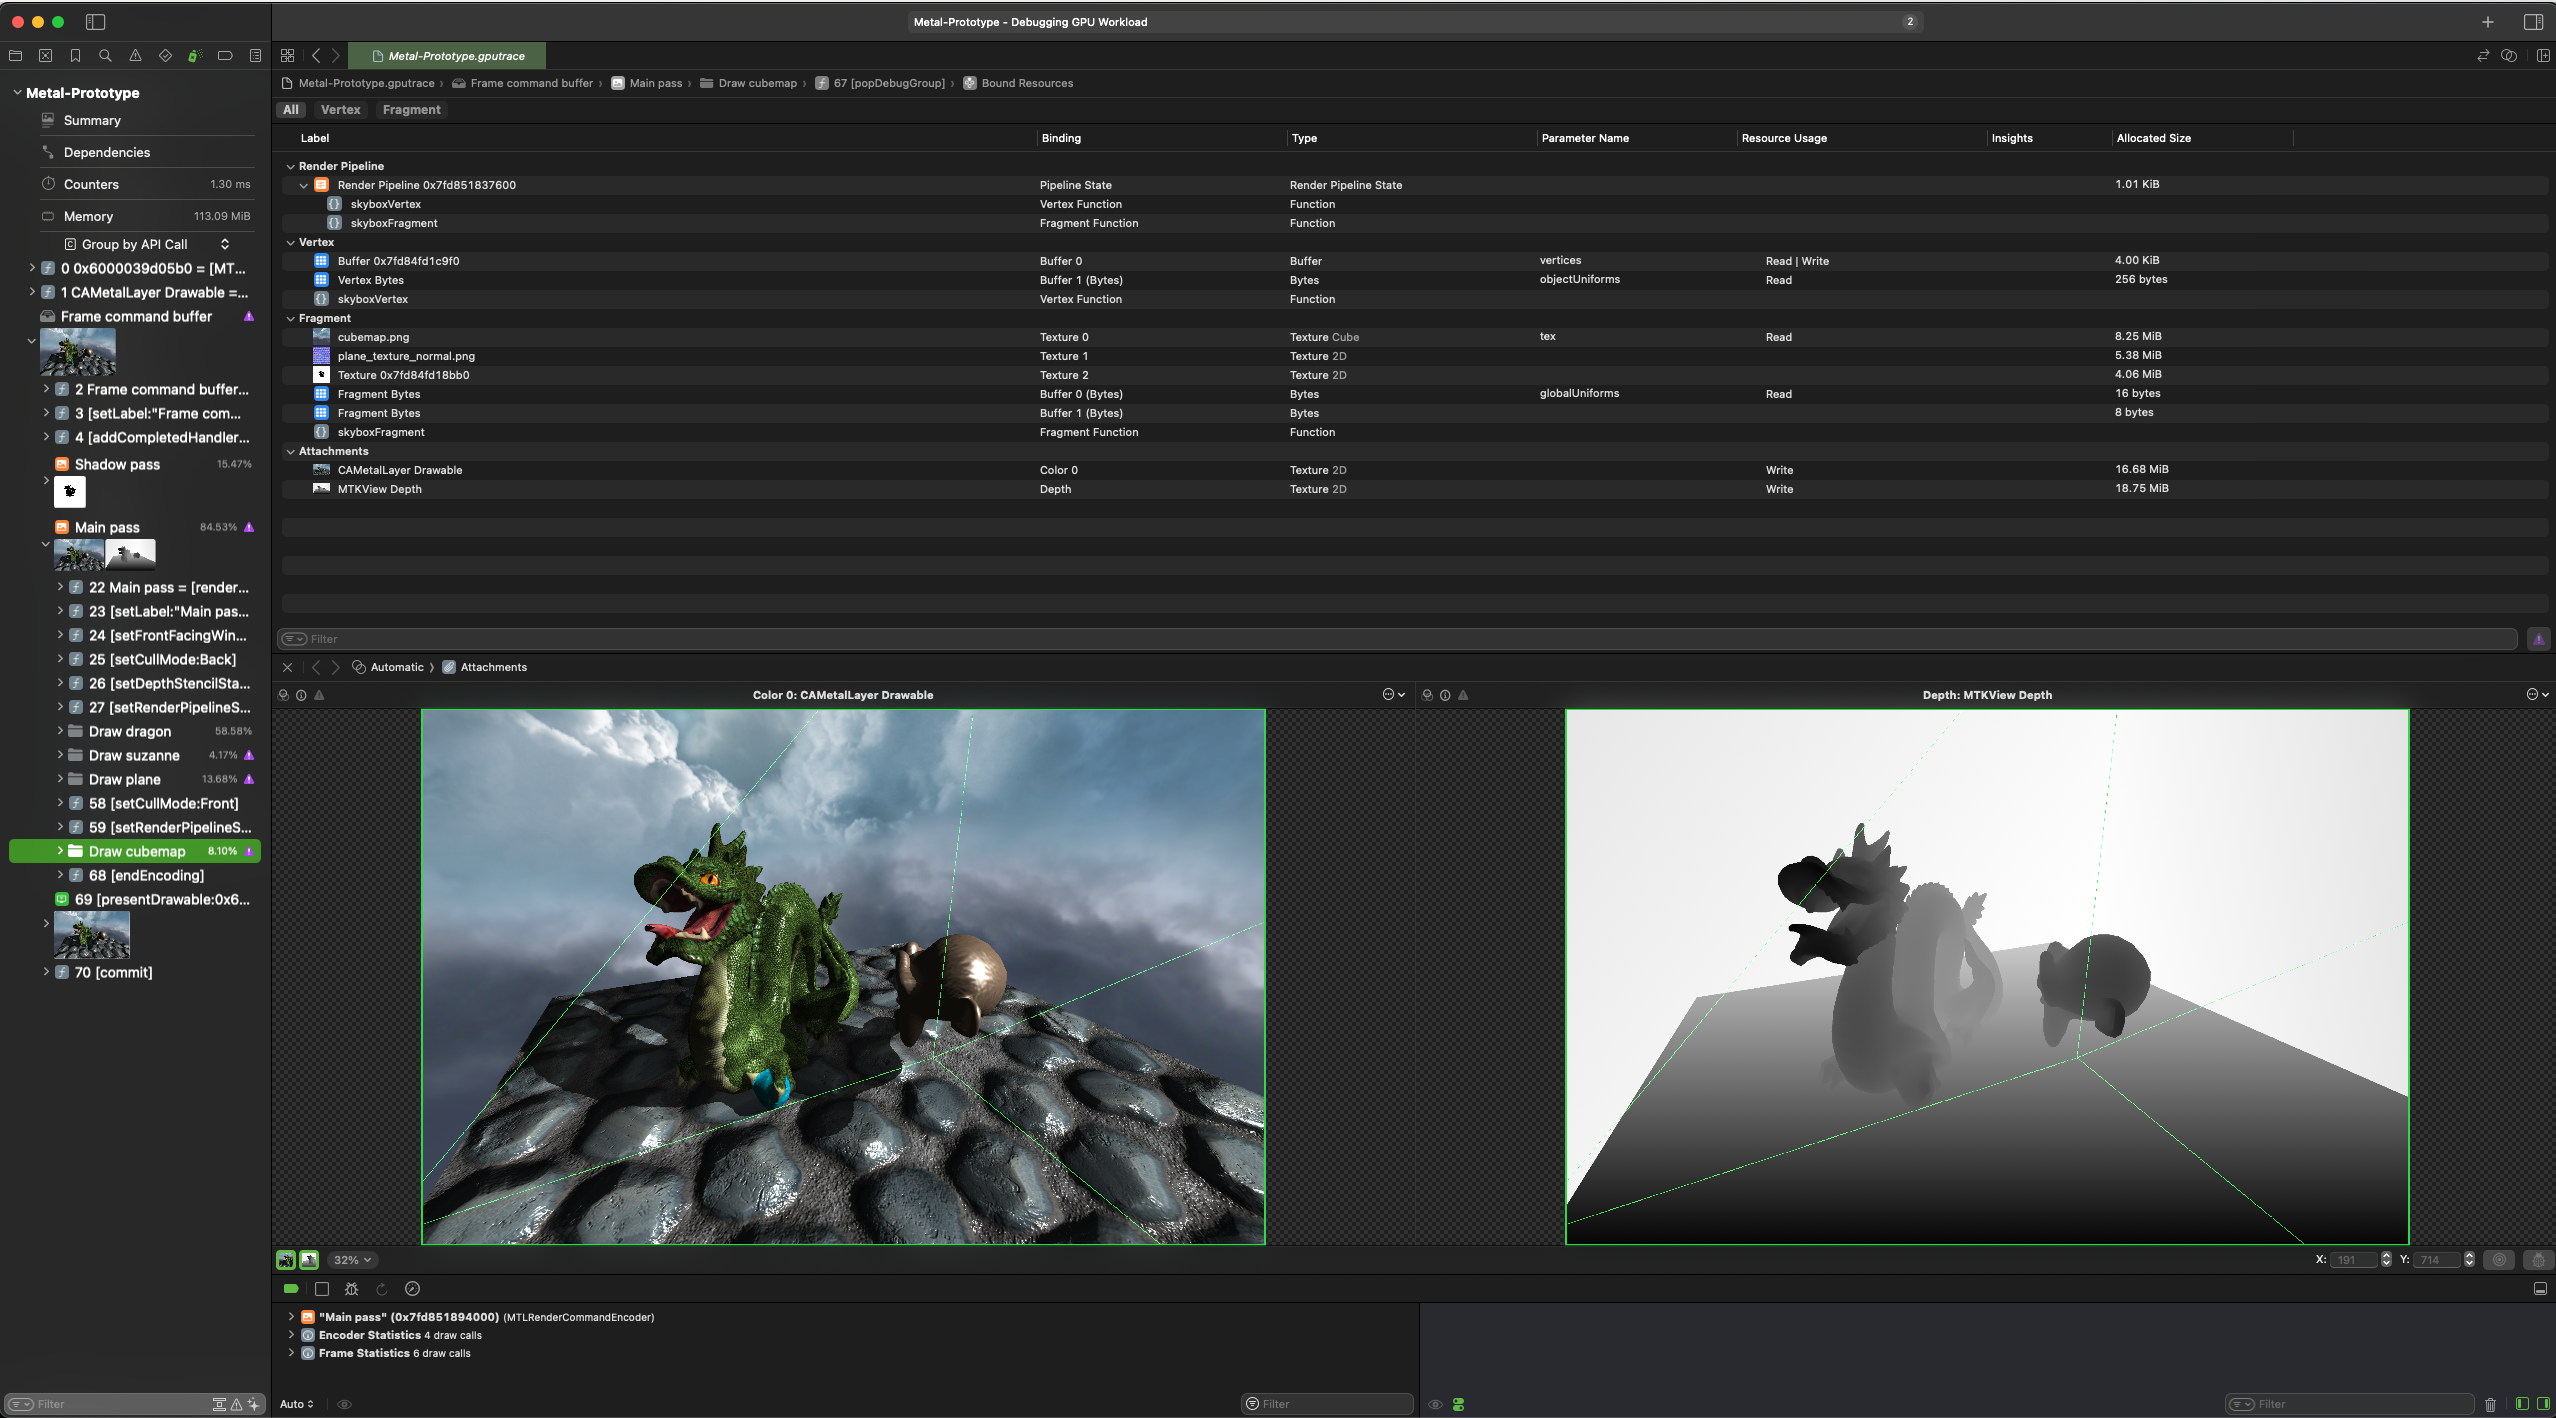 Metal-Prototype - Debugging GPU Workload
2
Metal-Prototype.gputrace
Metal-Prototype.gputrace › Frame command buffer › Main pass › Draw cubemap › 67 [popDebugGroup] › Bound Resources
All Vertex Fragment
Metal-Prototype
Summary
Dependencies
Counters 1.30 ms
Memory 113.09 MiB
Group by API Call
0 0x6000039d05b0 = [MT...
1 CAMetalLayer Drawable =...
Frame command buffer
2 Frame command buffer...
3 [setLabel:"Frame com...
4 [addCompletedHandler...
Shadow pass 15.47%
Main pass 84.53%
22 Main pass = [render...
23 [setLabel:"Main pas...
24 [setFrontFacingWin...
25 [setCullMode:Back]
26 [setDepthStencilSta...
27 [setRenderPipelineS...
Draw dragon 58.58%
Draw suzanne 4.17%
Draw plane 13.68%
58 [setCullMode:Front]
59 [setRenderPipelineS...
Draw cubemap 8.10%
68 [endEncoding]
69 [presentDrawable:0x6...
70 [commit]
Filter
Label Binding Type Parameter Name Resource Usage Insights Allocated Size
Render Pipeline
Render Pipeline 0x7fd851837600 Pipeline State Render Pipeline State 1.01 KiB
skyboxVertex Vertex Function Function
skyboxFragment Fragment Function Function
Vertex
Buffer 0x7fd84fd1c9f0 Buffer 0 Buffer vertices Read | Write 4.00 KiB
Vertex Bytes Buffer 1 (Bytes) Bytes objectUniforms Read 256 bytes
skyboxVertex Vertex Function Function
Fragment
cubemap.png Texture 0 Texture Cube tex Read 8.25 MiB
plane_texture_normal.png Texture 1 Texture 2D 5.38 MiB
Texture 0x7fd84fd18bb0 Texture 2 Texture 2D 4.06 MiB
Fragment Bytes Buffer 0 (Bytes) Bytes globalUniforms Read 16 bytes
Fragment Bytes Buffer 1 (Bytes) Bytes 8 bytes
skyboxFragment Fragment Function Function
Attachments
CAMetalLayer Drawable Color 0 Texture 2D Write 16.68 MiB
MTKView Depth Depth Texture 2D Write 18.75 MiB
Filter
Automatic › Attachments
Color 0: CAMetalLayer Drawable
Depth: MTKView Depth
32%
X: 191 Y: 714
"Main pass" (0x7fd851894000) (MTLRenderCommandEncoder)
Encoder Statistics 4 draw calls
Frame Statistics 6 draw calls
Auto
Filter
Filter